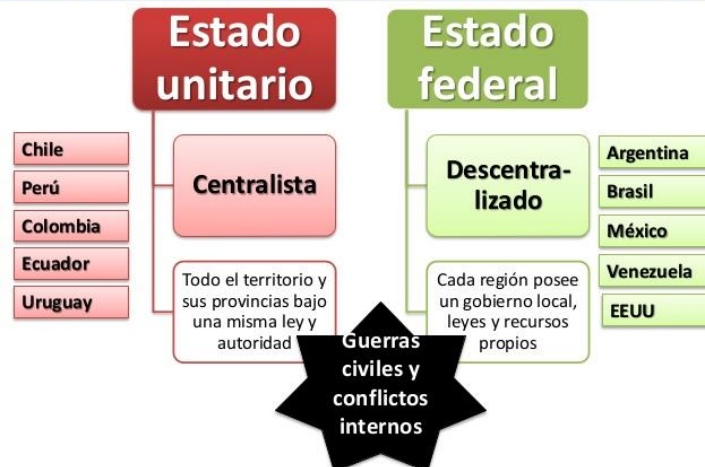 Estado
unitario
Chile
Perú
Colombia
Ecuador
Uruguay
Centralista
Todo el territorio y
sus provincias bajo
una misma ley y
autoridad
Estado
federal
Descentra-
lizado
Cada región posee
un gobierno local,
leyes y recursos
propios
Argentina
Brasil
México
Venezuela
EEUU
Guerras
civiles y
conflictos
internos